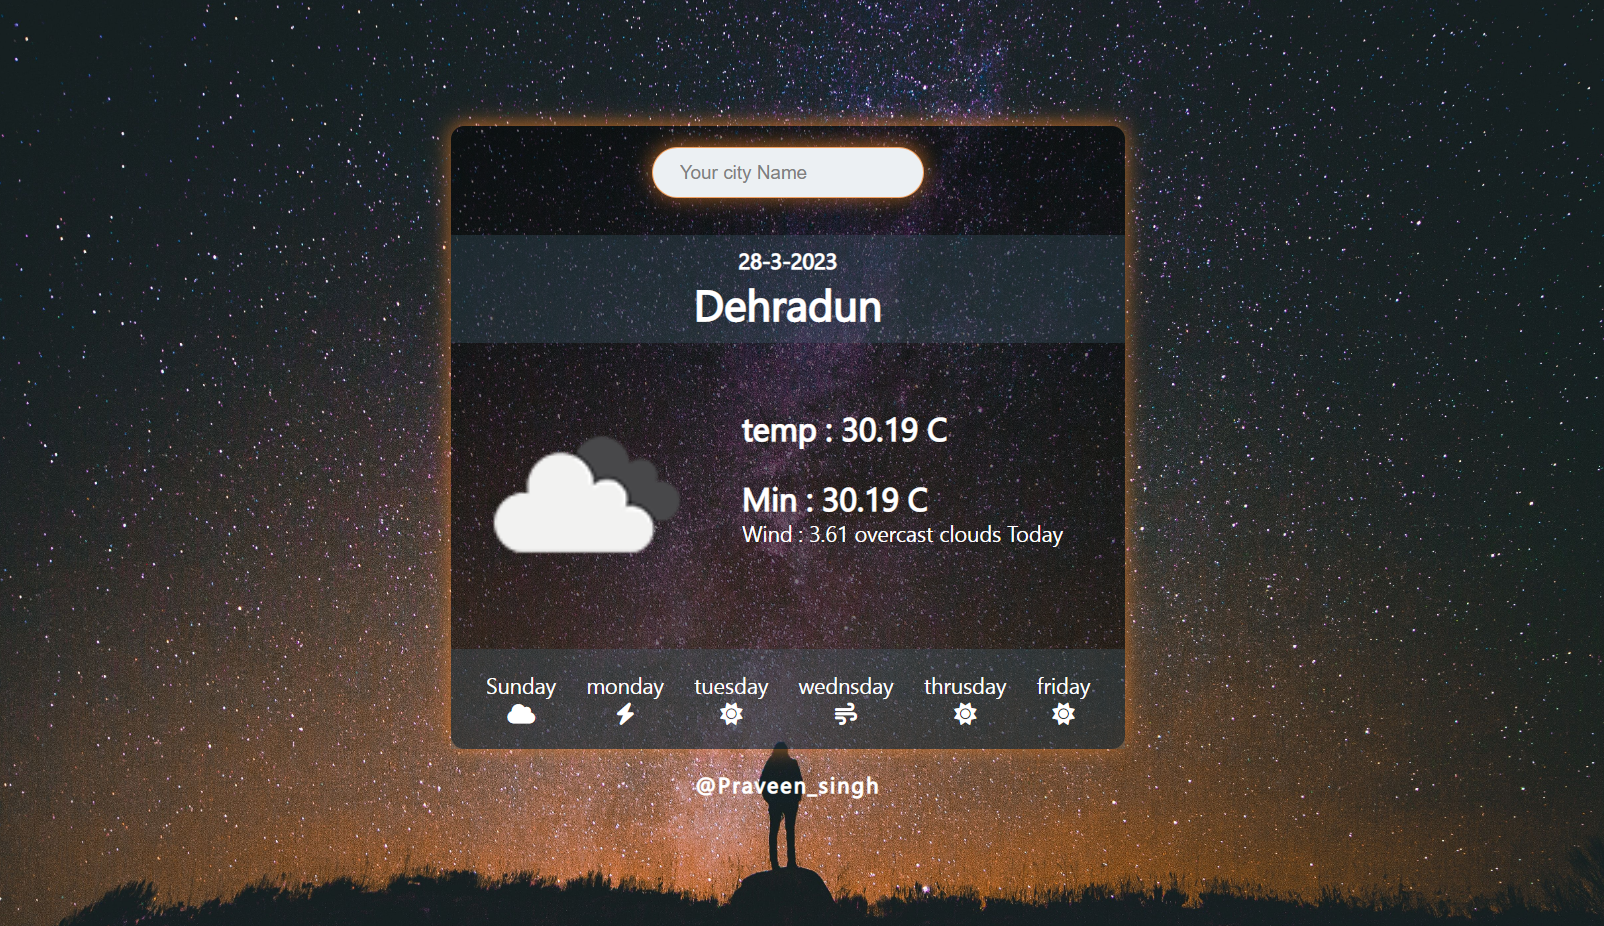 Your city Name
28-3-2023
Dehradun
temp : 30.19 C
Min : 30.19 C
Wind : 3.61 overcast clouds Today
Sunday monday tuesday wednsday thrusday friday
@Praveen_singh